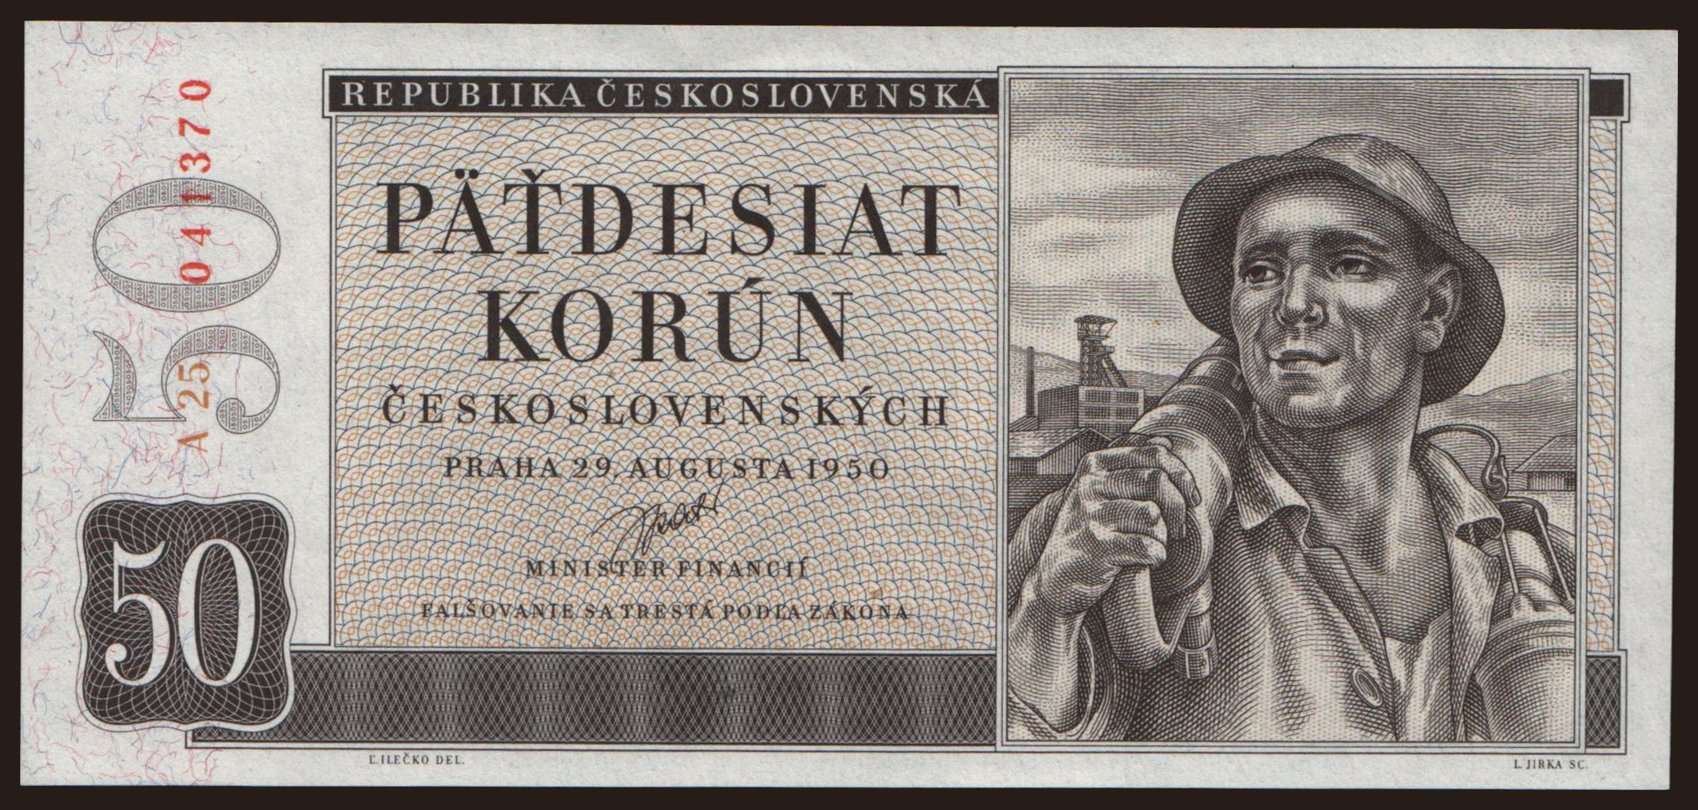 REPUBLIKA ČESKOSLOVENSKÁ
PÄŤDESIAT
KORÚN
ČESKOSLOVENSKÝCH
PRAHA 29 AUGUSTA 1950
MINISTER FINANCIÍ
FALŠOVANIE SA TRESTÁ PODĽA ZÁKONA
50
A 25 041370
50
Ľ. ILEČKO DEL.
L. JIRKA SC.